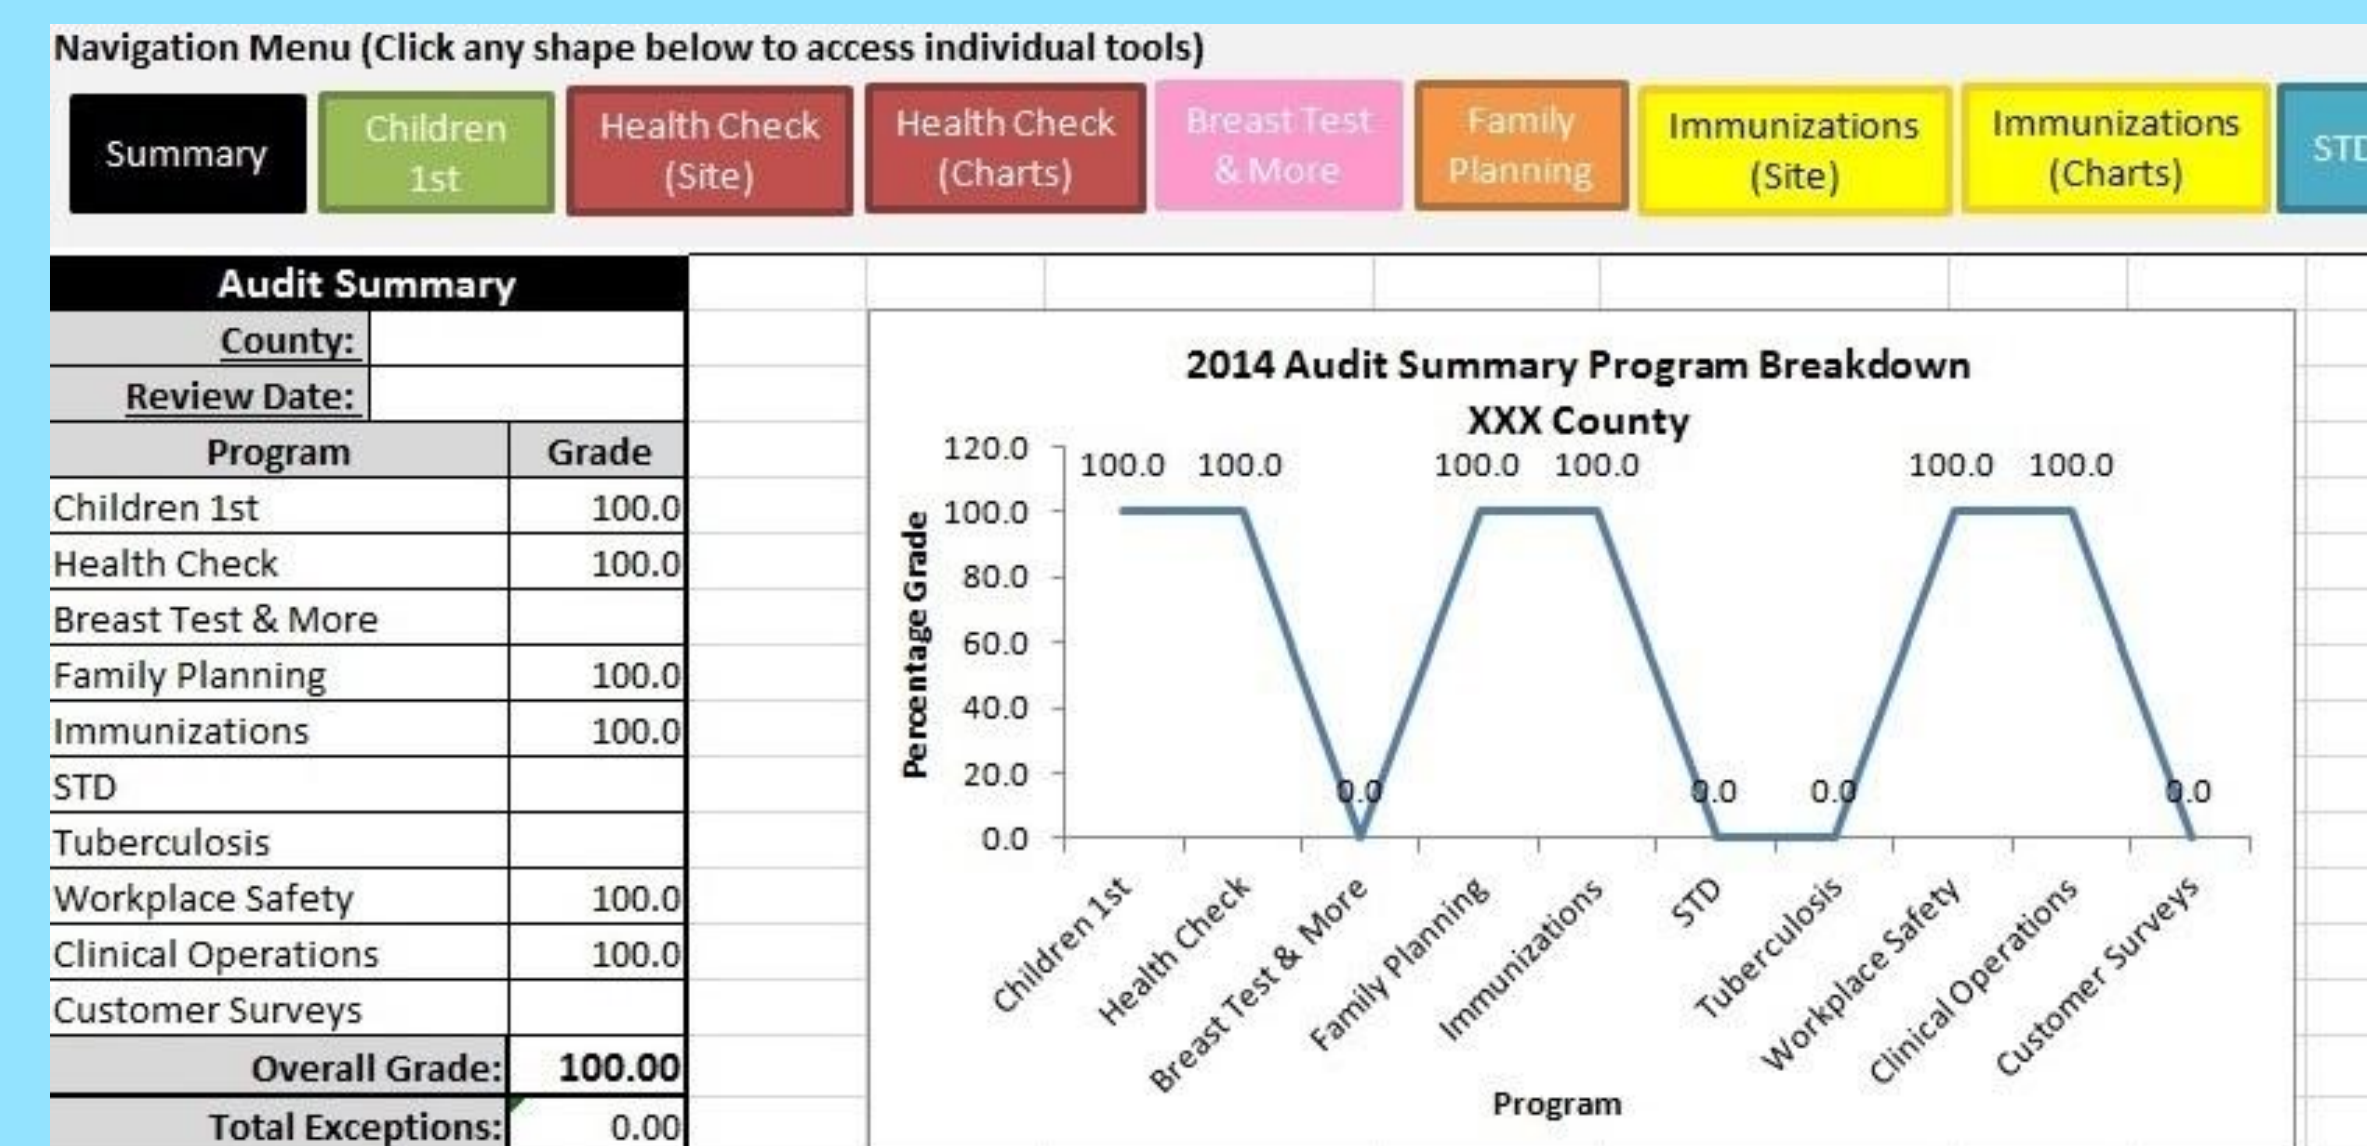 Navigation Menu (Click any shape below to access individual tools)
Summary
Children
1st
Health Check
(Site)
Health Check
(Charts)
Breast Test
& More
Family
Planning
Immunizations
(Site)
Immunizations
(Charts)
STD
Audit Summary
County:
Review Date:
Program Grade
Children 1st 100.0
Health Check 100.0
Breast Test & More
Family Planning 100.0
Immunizations 100.0
STD
Tuberculosis
Workplace Safety 100.0
Clinical Operations 100.0
Customer Surveys
Overall Grade: 100.00
Total Exceptions: 0.00
2014 Audit Summary Program Breakdown
XXX County
Percentage Grade
120.0
100.0
80.0
60.0
40.0
20.0
0.0
100.0 100.0 100.0 100.0 100.0 100.0
0.0 0.0 0.0 0.0
Children 1st
Health Check
Breast Test & More
Family Planning
Immunizations
STD
Tuberculosis
Workplace Safety
Clinical Operations
Customer Surveys
Program